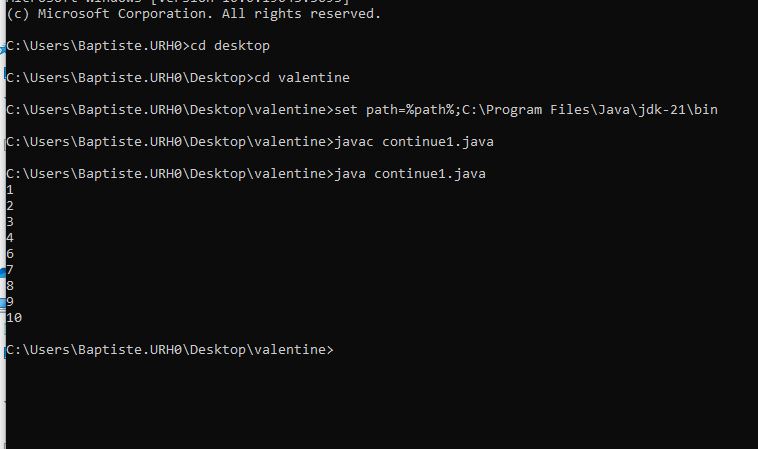 (c) Microsoft Corporation. All rights reserved.
C:\Users\Baptiste.URH0>cd desktop
C:\Users\Baptiste.URH0\Desktop>cd valentine
C:\Users\Baptiste.URH0\Desktop\valentine>set path=%path%;C:\Program Files\Java\jdk-21\bin
C:\Users\Baptiste.URH0\Desktop\valentine>javac continue1.java
C:\Users\Baptiste.URH0\Desktop\valentine>java continue1.java
1
2
3
4
6
7
8
9
10
C:\Users\Baptiste.URH0\Desktop\valentine>